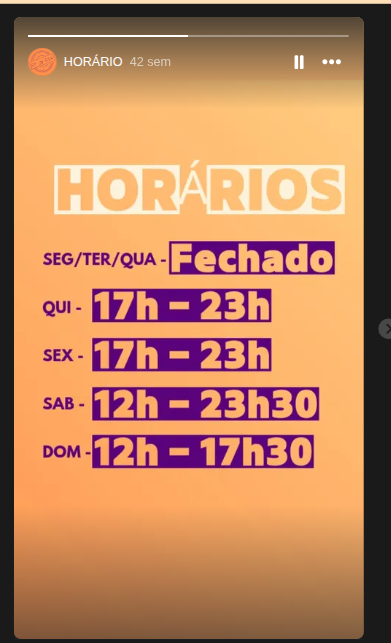 HORÁRIO 42 sem
HORÁRIOS
SEG/TER/QUA - Fechado
QUI - 17h - 23h
SEX - 17h - 23h
SAB - 12h - 23h30
DOM - 12h - 17h30